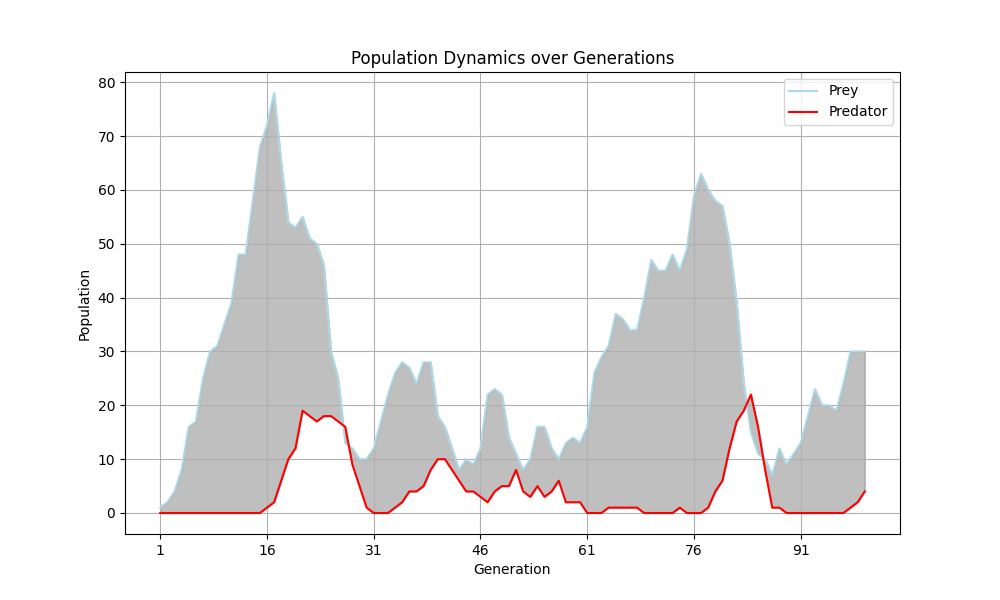 Population Dynamics over Generations
Prey
Predator
Population
80
70
60
50
40
30
20
10
0
1 16 31 46 61 76 91
Generation